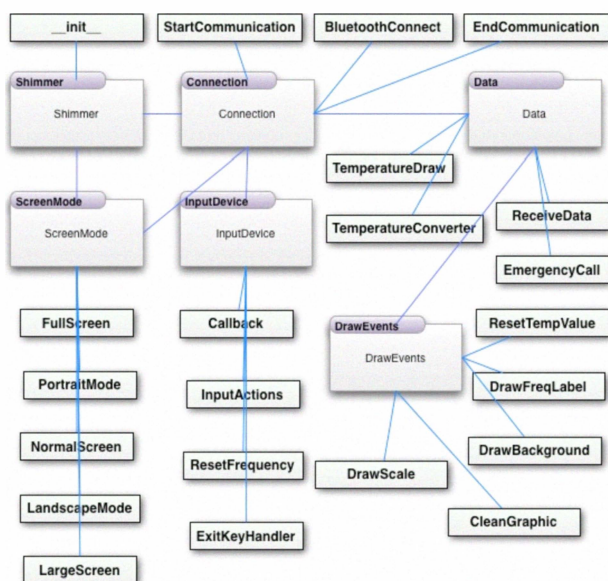 __init__
StartCommunication
BluetoothConnect
EndCommunication
Shimmer
Shimmer
Connection
Connection
Data
Data
TemperatureDraw
TemperatureConverter
ReceiveData
EmergencyCall
ScreenMode
ScreenMode
InputDevice
InputDevice
FullScreen
PortraitMode
NormalScreen
LandscapeMode
LargeScreen
Callback
InputActions
ResetFrequency
ExitKeyHandler
DrawEvents
DrawEvents
ResetTempValue
DrawFreqLabel
DrawBackground
DrawScale
CleanGraphic